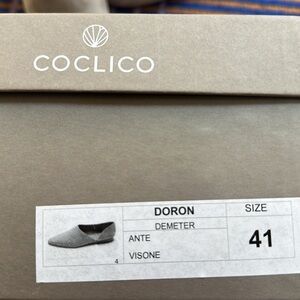 COCLICO
DORON
SIZE
DEMETER
ANTE
41
VISONE
4